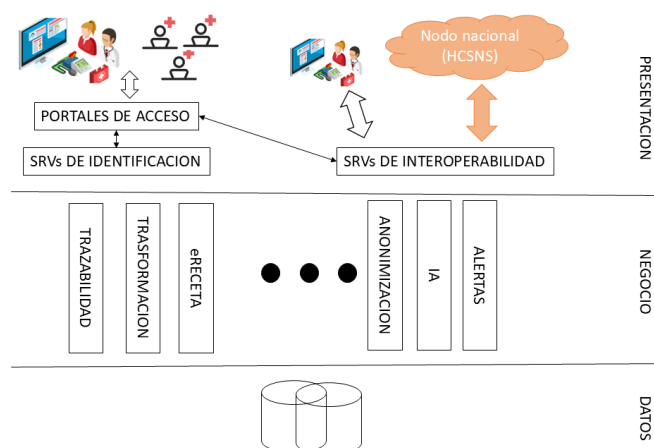 Nodo nacional
(HCSNS)
PORTALES DE ACCESO
SRVs DE IDENTIFICACION
SRVs DE INTEROPERABILIDAD
PRESENTACION
TRAZABILIDAD
TRASFORMACION
eRECETA
ANONIMIZACION
IA
ALERTAS
NEGOCIO
DATOS